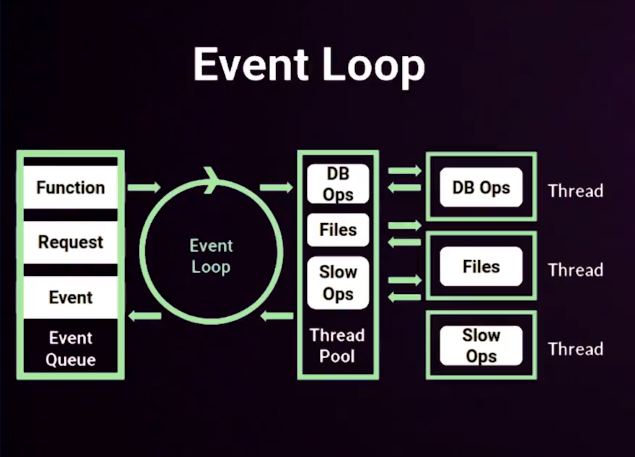 Event Loop
Function
Request
Event
Event
Queue
Event
Loop
DB
Ops
Files
Slow
Ops
Thread
Pool
DB Ops
Thread
Files
Thread
Slow
Ops
Thread